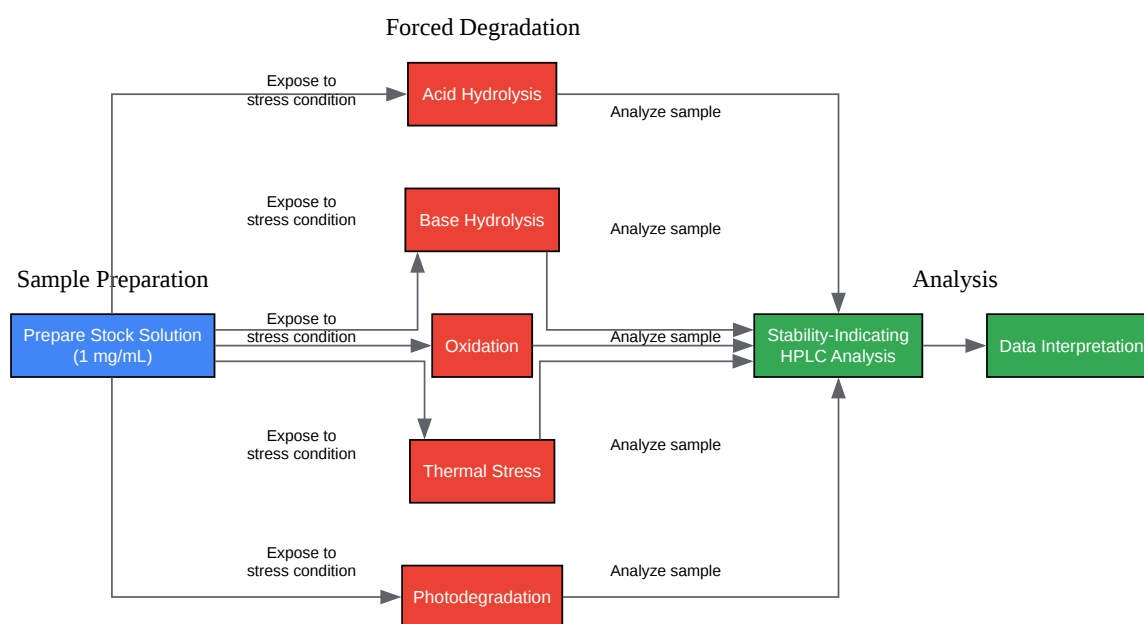 Forced Degradation
Expose to
stress condition
Acid Hydrolysis
Analyze sample
Expose to
stress condition
Base Hydrolysis
Analyze sample
Sample Preparation
Analysis
Prepare Stock Solution
(1 mg/mL)
Expose to
stress condition
Oxidation
Analyze sample
Stability-Indicating
HPLC Analysis
Data Interpretation
Expose to
stress condition
Thermal Stress
Analyze sample
Expose to
stress condition
Photodegradation
Analyze sample